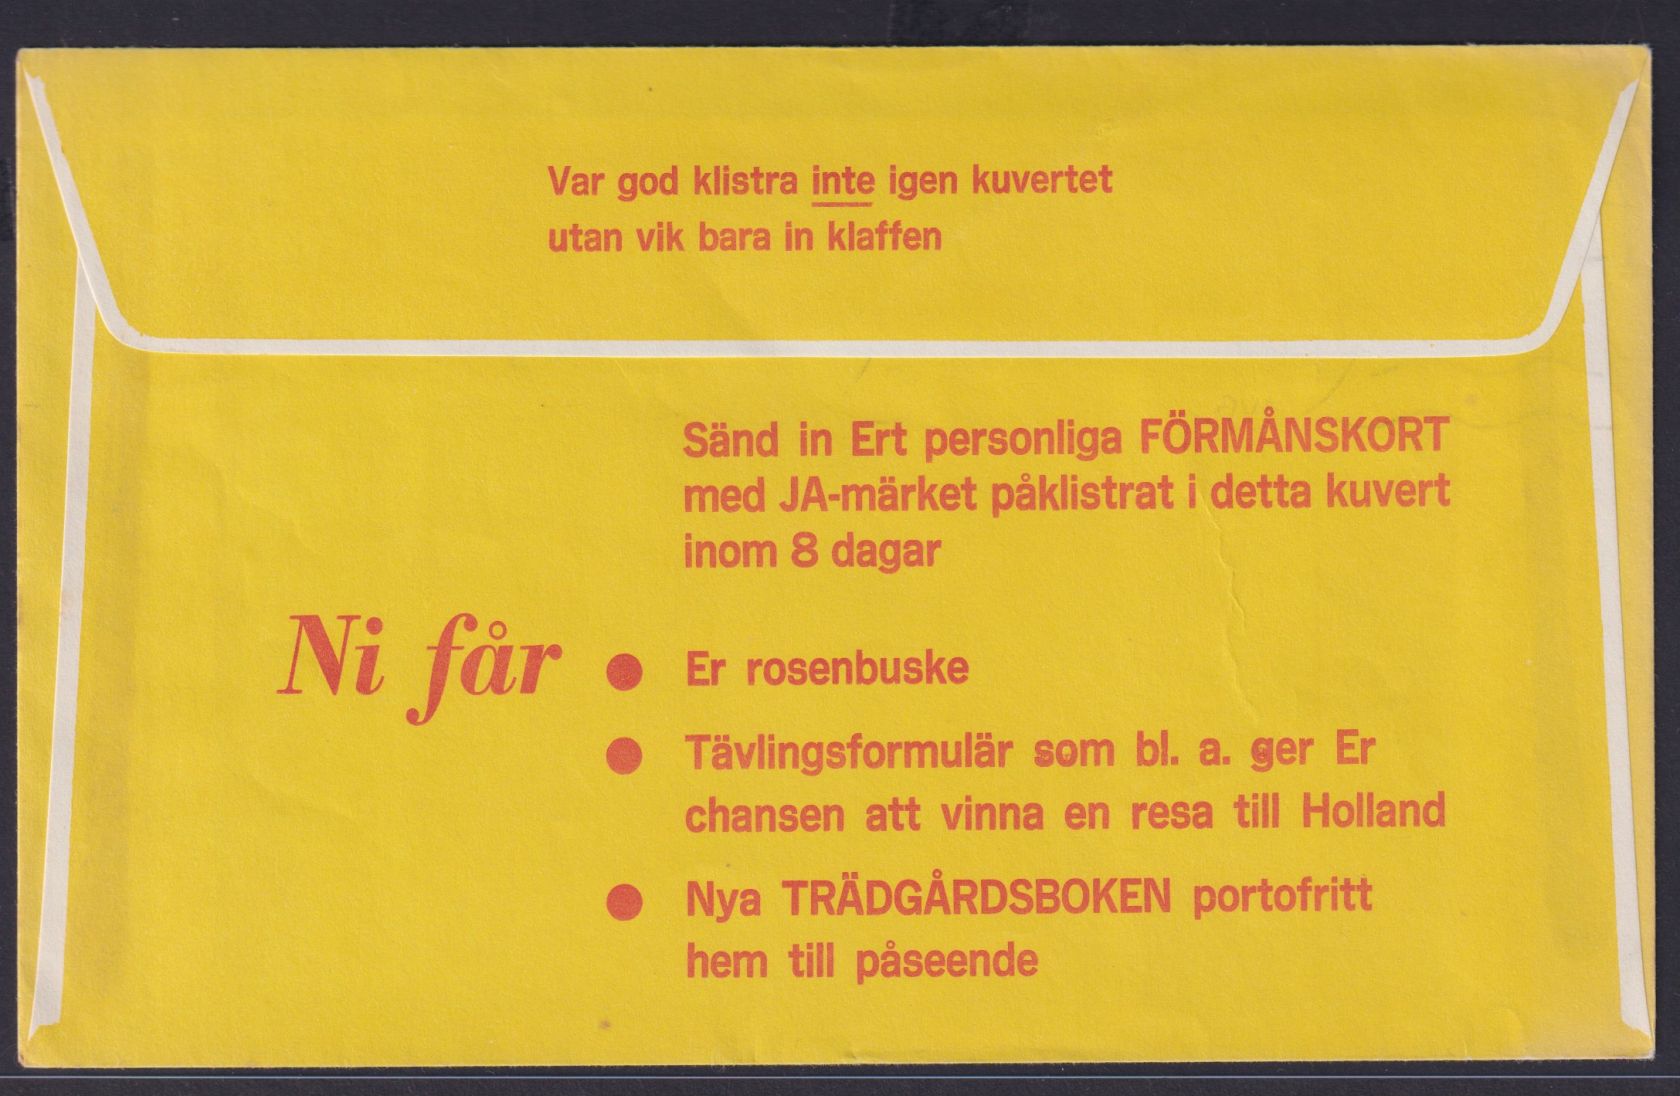 Var god klistra inte igen kuvertet
utan vik bara in klaffen
Sänd in Ert personliga FÖRMÅNSKORT
med JA-märket påklistrat i detta kuvert
inom 8 dagar
Ni får ● Er rosenbuske
● Tävlingsformulär som bl. a. ger Er
chansen att vinna en resa till Holland
● Nya TRÄDGÅRDSBOKEN portofritt
hem till påseende